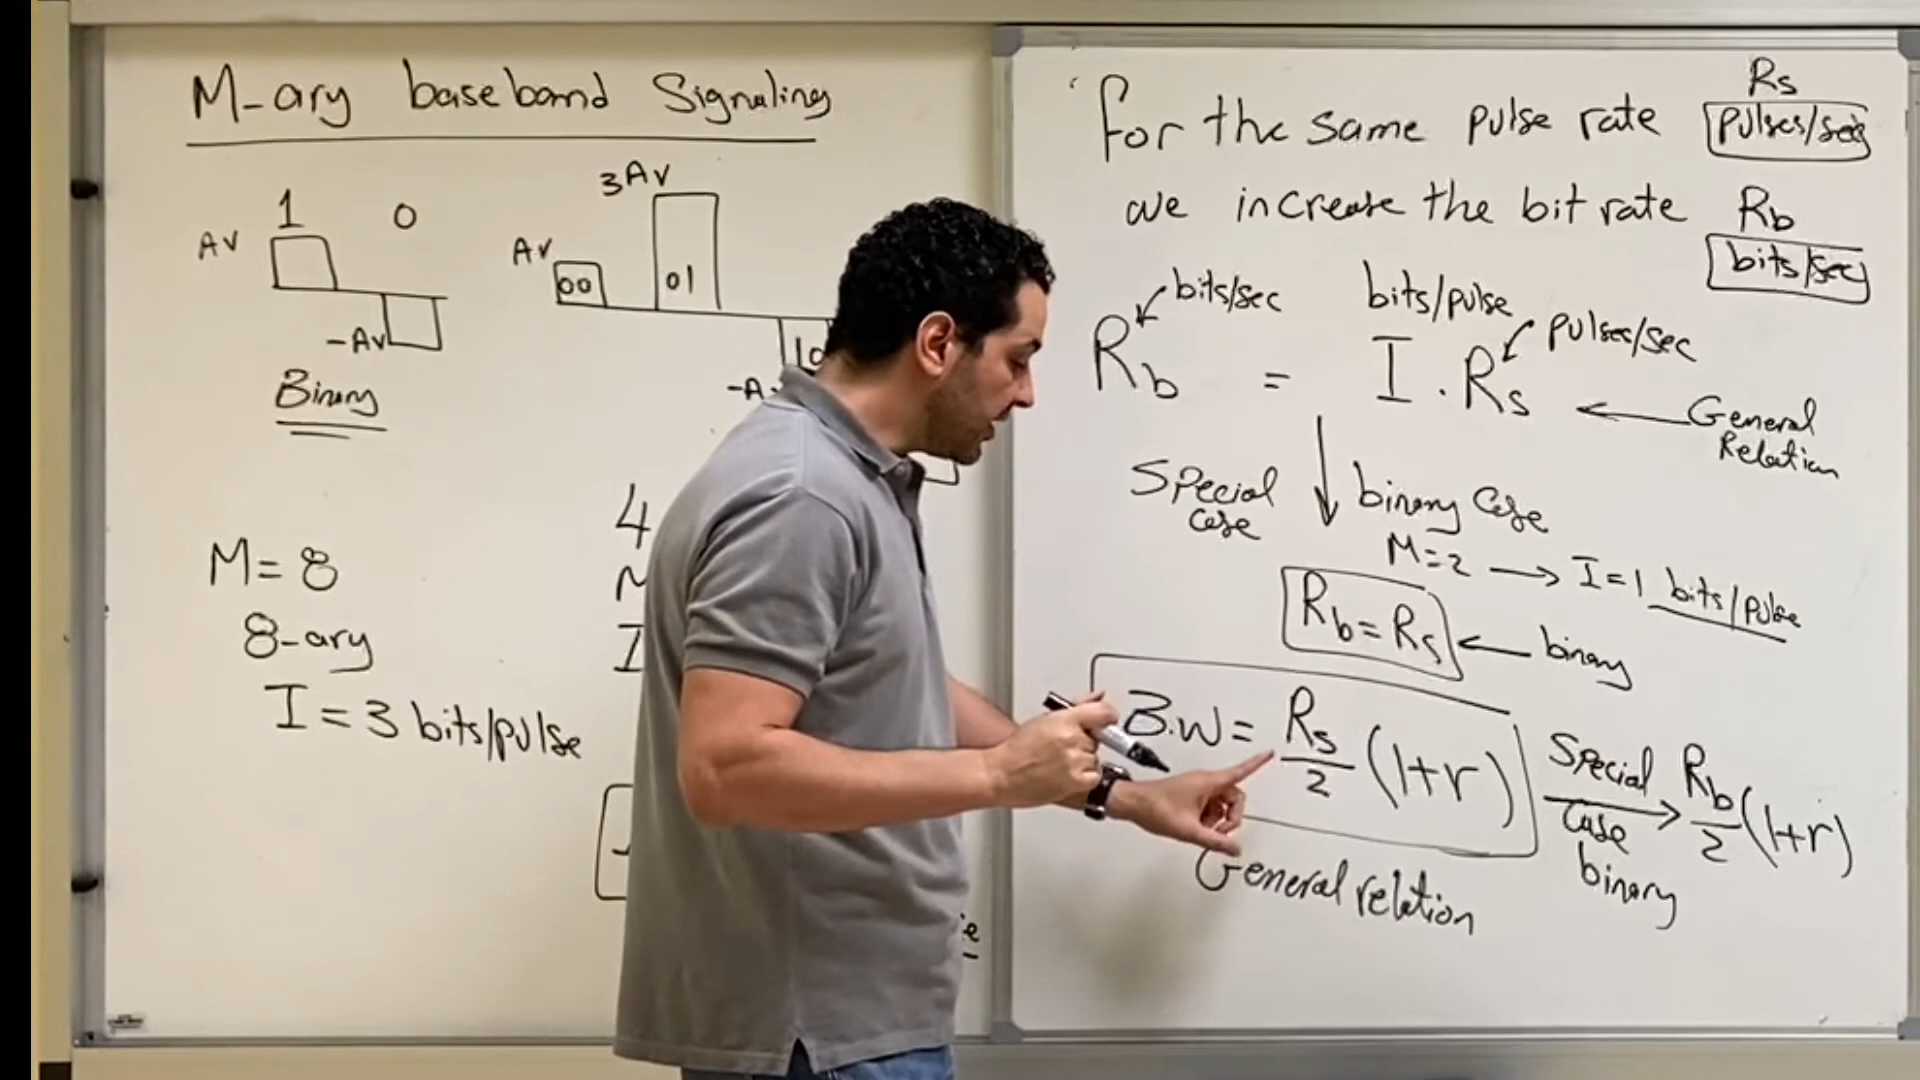 M-ary baseband Signaling
1 0
AV
-AV
Binary
3AV
AV
00 01
10
-A
M=8
8-ary
I = 3 bits/pulse
4
I
For the same pulse rate Rs pulses/sec
we increase the bit rate Rb bits/sec
bits/sec bits/pulse pulses/sec
Rb = I . Rs
General Relation
Special case
binary case
M=2 → I=1 bits/pulse
Rb = Rs ← binary
B.W = Rs/2 (1+r)
Special case binary → Rb/2 (1+r)
General relation